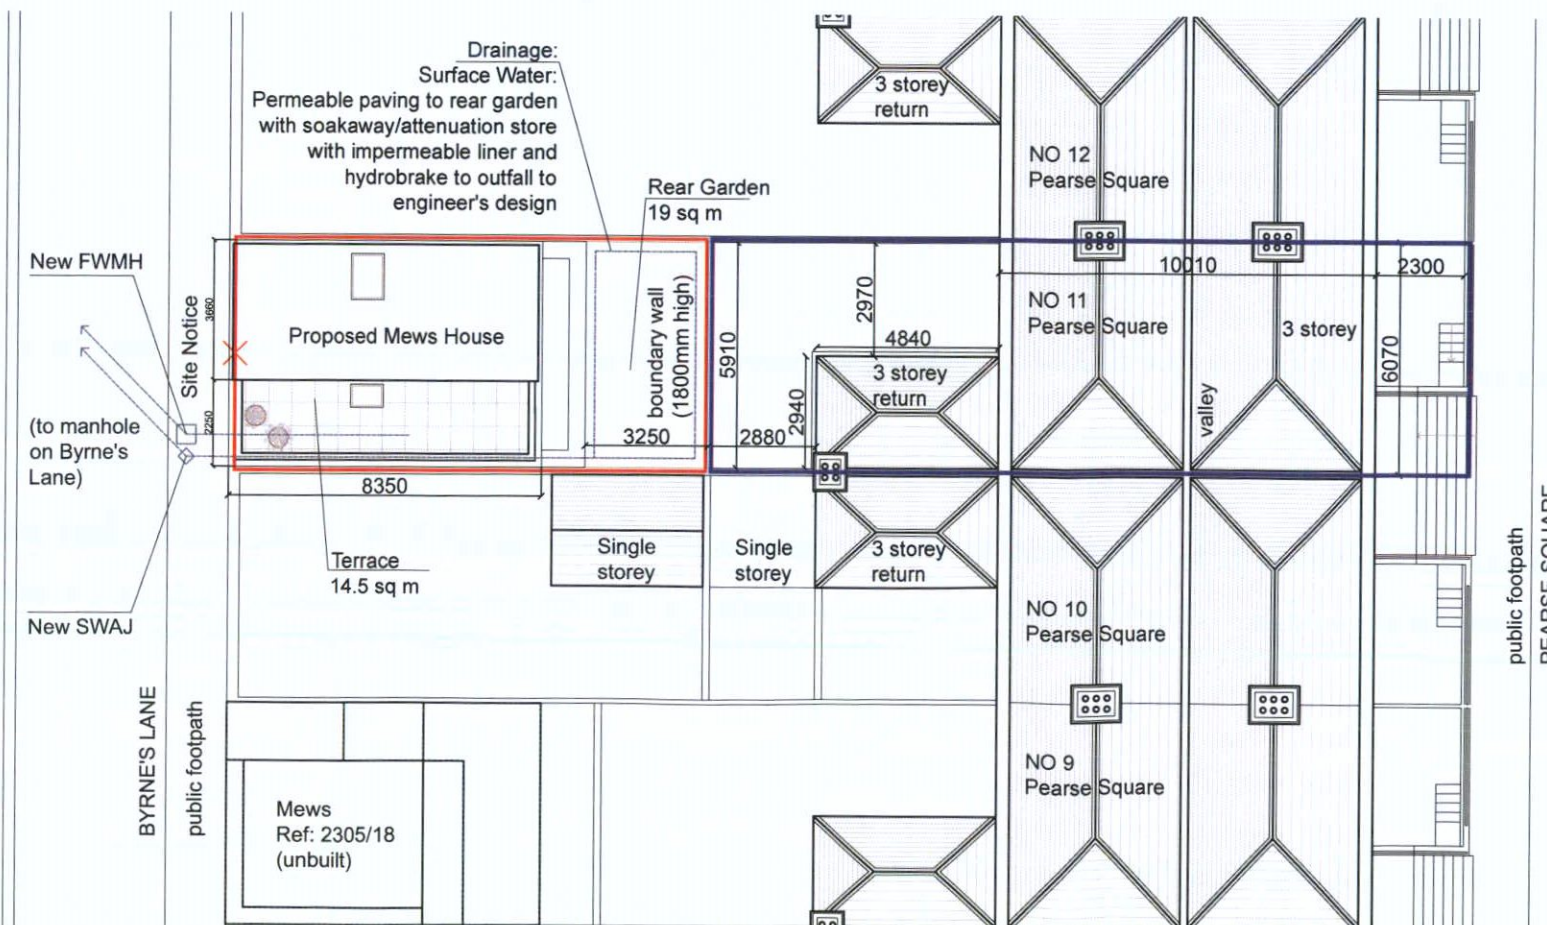 Drainage:
Surface Water:
Permeable paving to rear garden
with soakaway/attenuation store
with impermeable liner and
hydrobrake to outfall to
engineer's design
3 storey
return
NO 12
Pearse Square
Rear Garden
19 sq m
New FWMH
Site Notice
3660
2250
Proposed Mews House
boundary wall
(1800mm high)
5910
2970
4840
10010
2300
NO 11
Pearse Square
3 storey
6070
3 storey
return
2940
valley
3250
2880
(to manhole
on Byrne's
Lane)
8350
Terrace
14.5 sq m
Single
storey
Single
storey
3 storey
return
New SWAJ
NO 10
Pearse Square
public footpath
PEARSE SQUARE
BYRNE'S LANE
public footpath
NO 9
Pearse Square
Mews
Ref: 2305/18
(unbuilt)